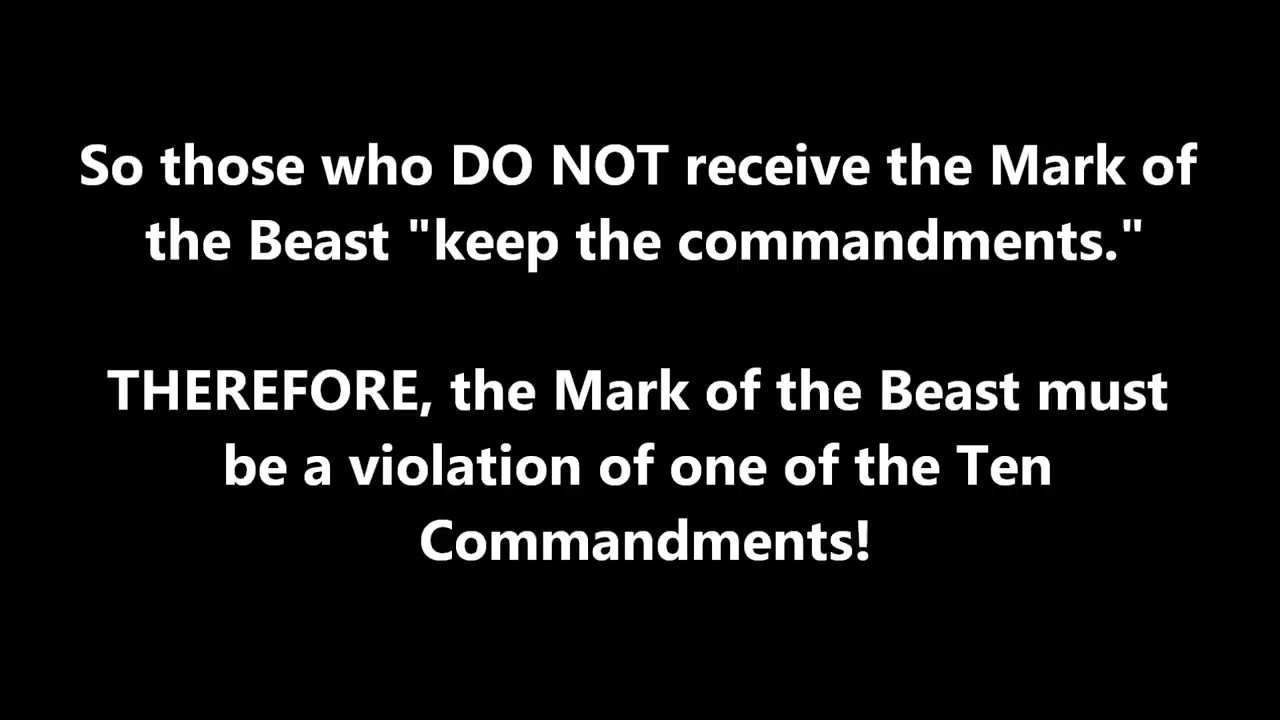 So those who DO NOT receive the Mark of
the Beast "keep the commandments."
THEREFORE, the Mark of the Beast must
be a violation of one of the Ten
Commandments!